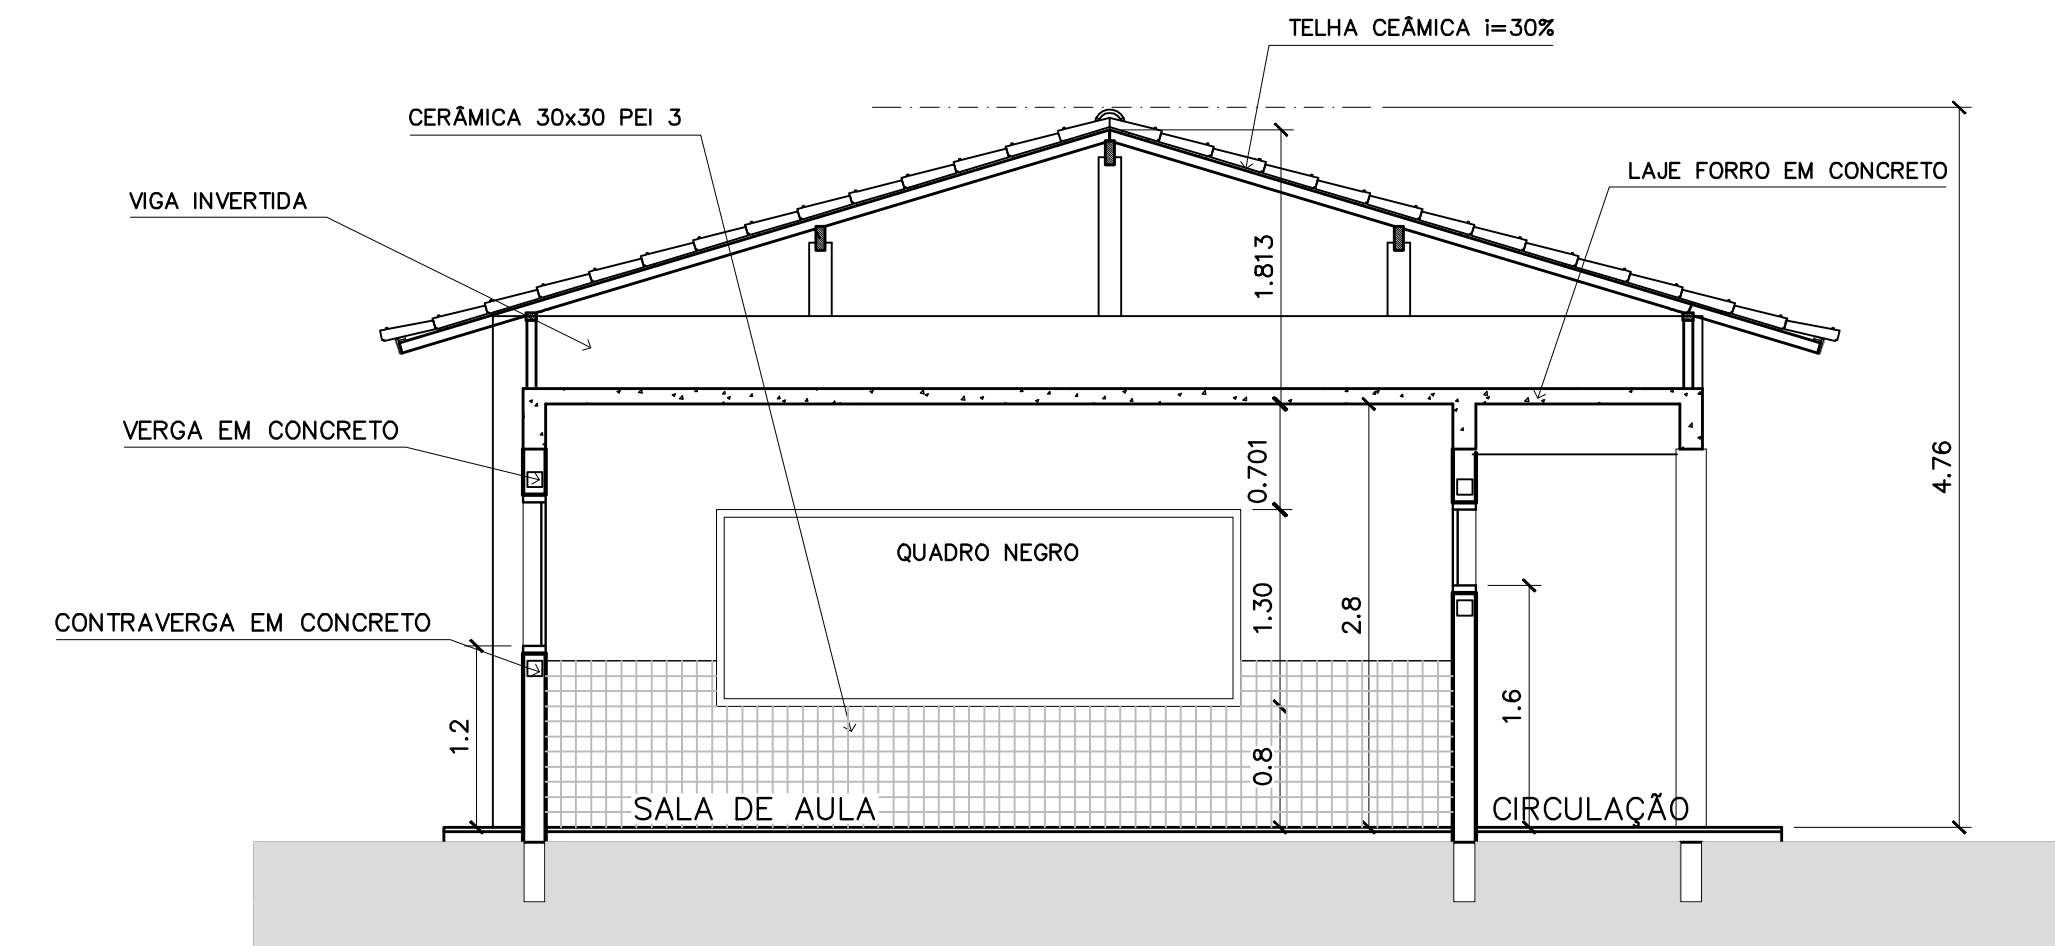 TELHA CEÂMICA i=30%
CERÂMICA 30x30 PEI 3
LAJE FORRO EM CONCRETO
VIGA INVERTIDA
1.813
VERGA EM CONCRETO
0.701
4.76
QUADRO NEGRO
1.30
2.8
CONTRAVERGA EM CONCRETO
1.6
1.2
0.8
SALA DE AULA
CIRCULAÇÃO